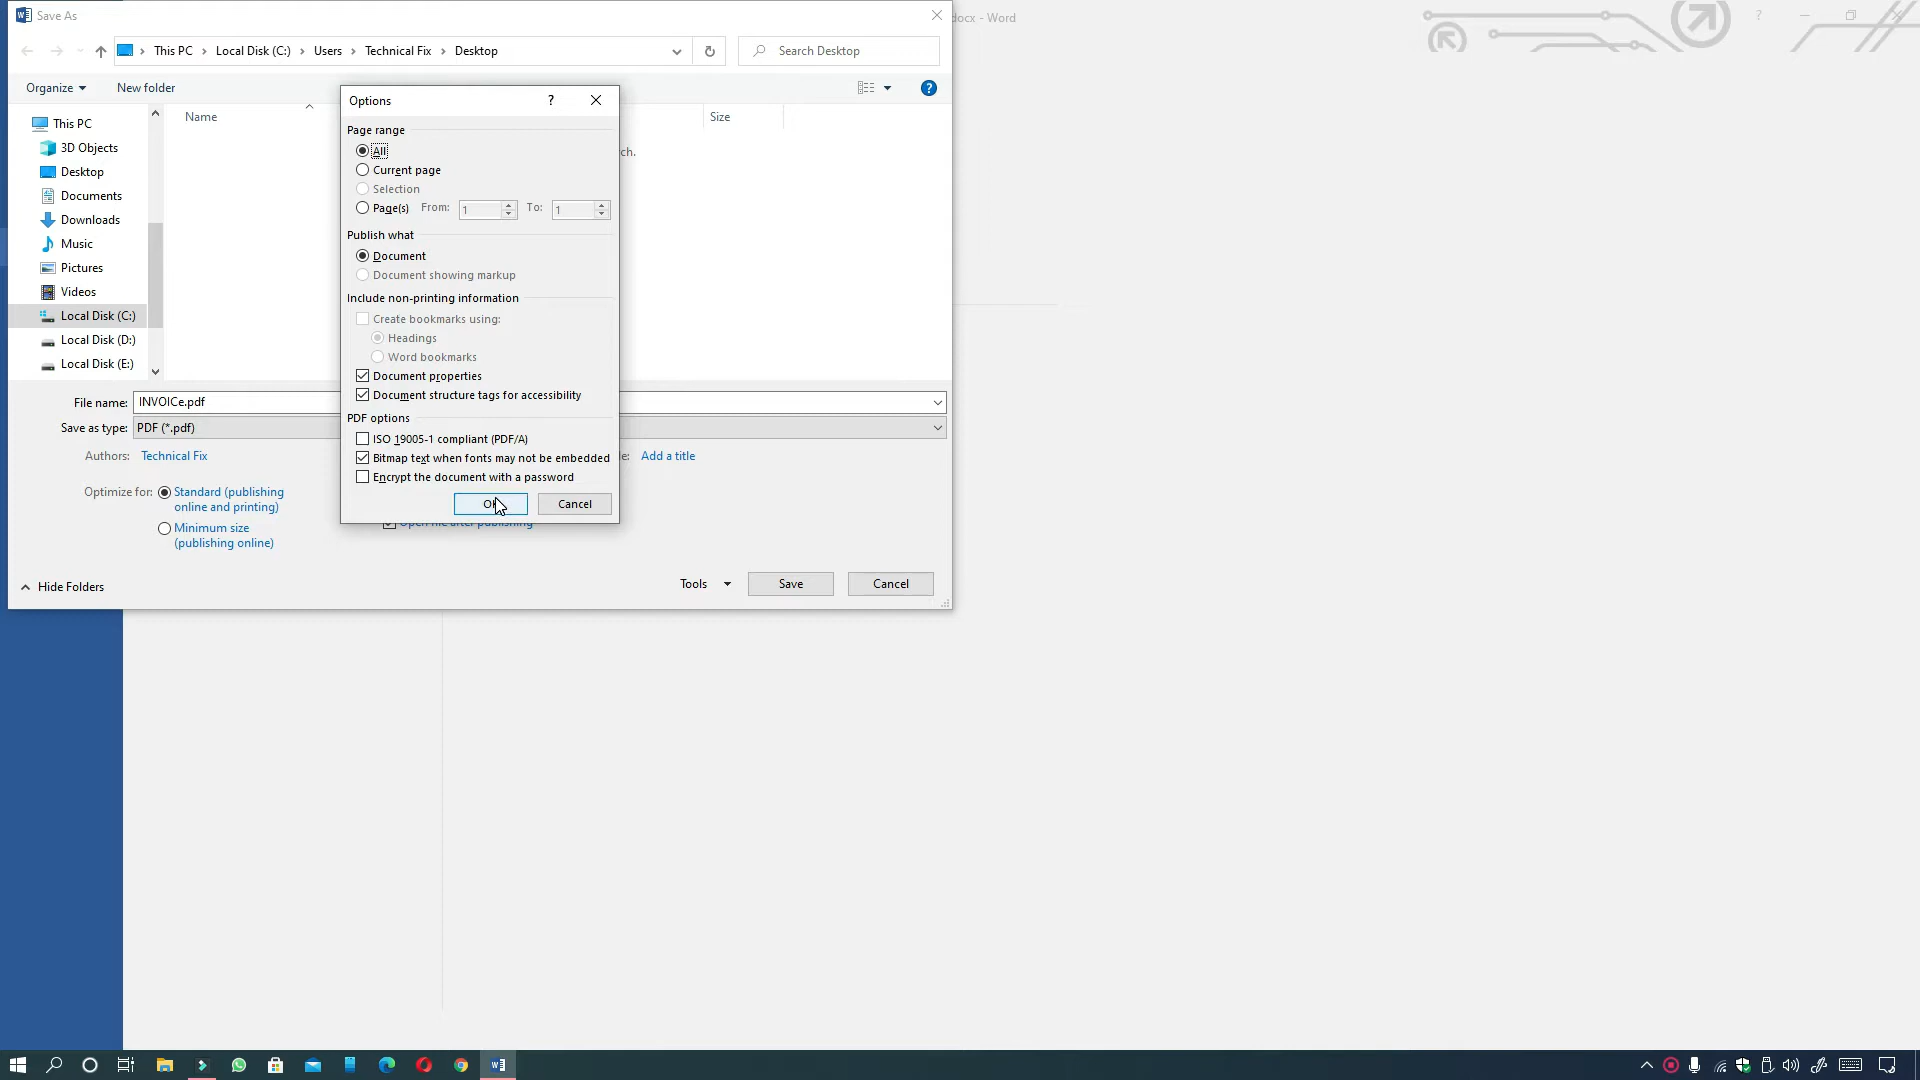 Save As
docx - Word
This PC
Local Disk (C:)
Users
Technical Fix
Desktop
Search Desktop
Organize
New folder
Options
?
Name
Size
ch.
This PC
3D Objects
Desktop
Documents
Downloads
Music
Pictures
Videos
Local Disk (C:)
Local Disk (D:)
Local Disk (E:)
Page range
All
Current page
Selection
Page(s) From: 1 To: 1
Publish what
Document
Document showing markup
Include non-printing information
Create bookmarks using:
Headings
Word bookmarks
Document properties
Document structure tags for accessibility
PDF options
ISO 19005-1 compliant (PDF/A)
Bitmap text when fonts may not be embedded
Encrypt the document with a password
Cancel
File name: INVOICe.pdf
Save as type: PDF (*.pdf)
Authors: Technical Fix
le: Add a title
Optimize for: Standard (publishing
online and printing)
Minimum size
(publishing online)
Open file after publishing
Hide Folders
Tools
Save
Cancel